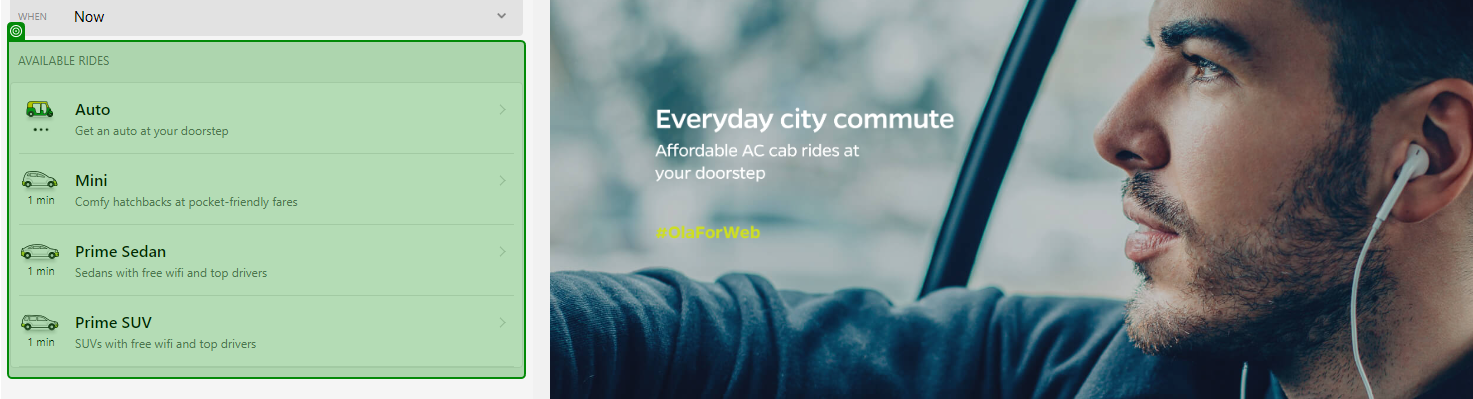 WHEN Now
AVAILABLE RIDES
Auto
Get an auto at your doorstep
Mini
1 min
Comfy hatchbacks at pocket-friendly fares
Prime Sedan
1 min
Sedans with free wifi and top drivers
Prime SUV
1 min
SUVs with free wifi and top drivers
Everyday city commute
Affordable AC cab rides at
your doorstep
#OlaForWeb